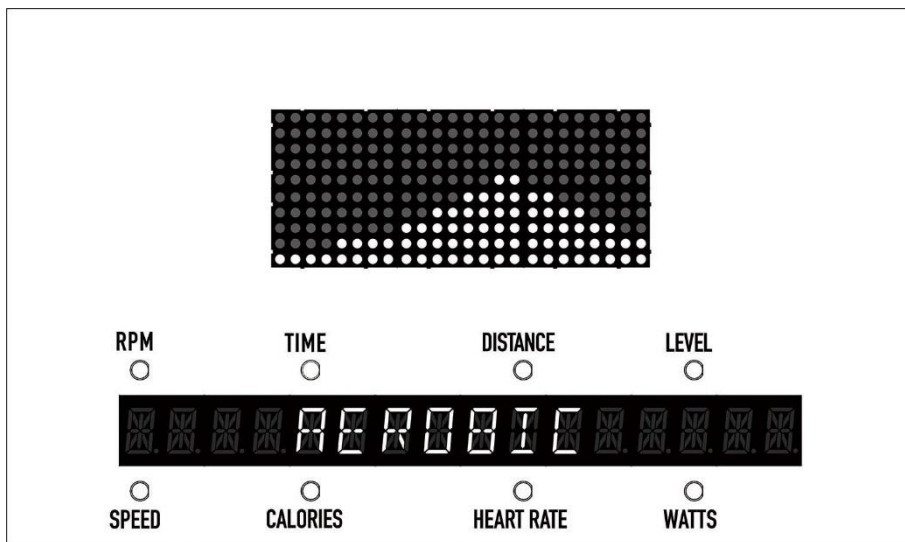 RPM TIME DISTANCE LEVEL
AEROBIC
SPEED CALORIES HEART RATE WATTS